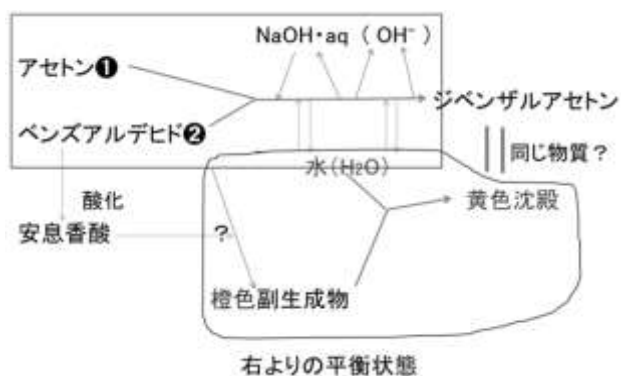 NaOH・aq ( OH⁻ )
アセトン❶
ジベンザルアセトン
ベンズアルデヒド❷
同じ物質？
水(H₂O)
黄色沈殿
酸化
安息香酸
？
橙色副生成物
右よりの平衡状態